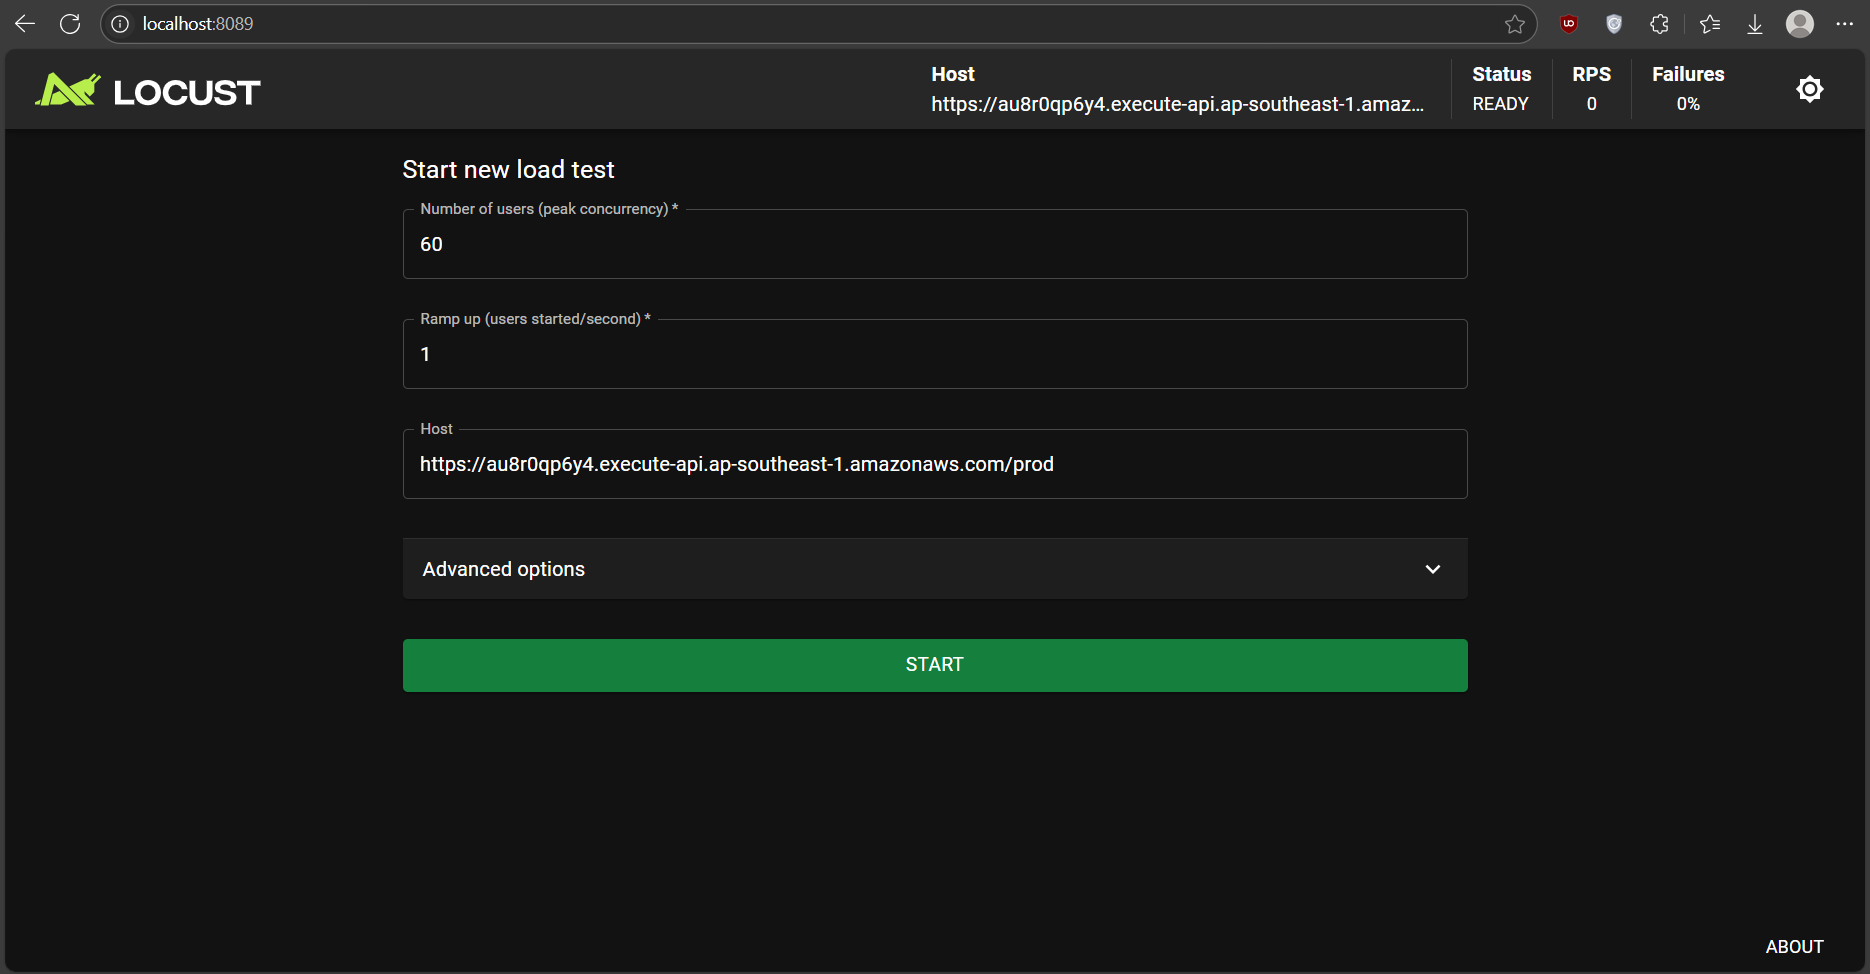 localhost:8089
LOCUST
Host
https://au8r0qp6y4.execute-api.ap-southeast-1.amaz...
Status
READY
RPS
0
Failures
0%
Start new load test
Number of users (peak concurrency) *
60
Ramp up (users started/second) *
1
Host
https://au8r0qp6y4.execute-api.ap-southeast-1.amazonaws.com/prod
Advanced options
START
ABOUT